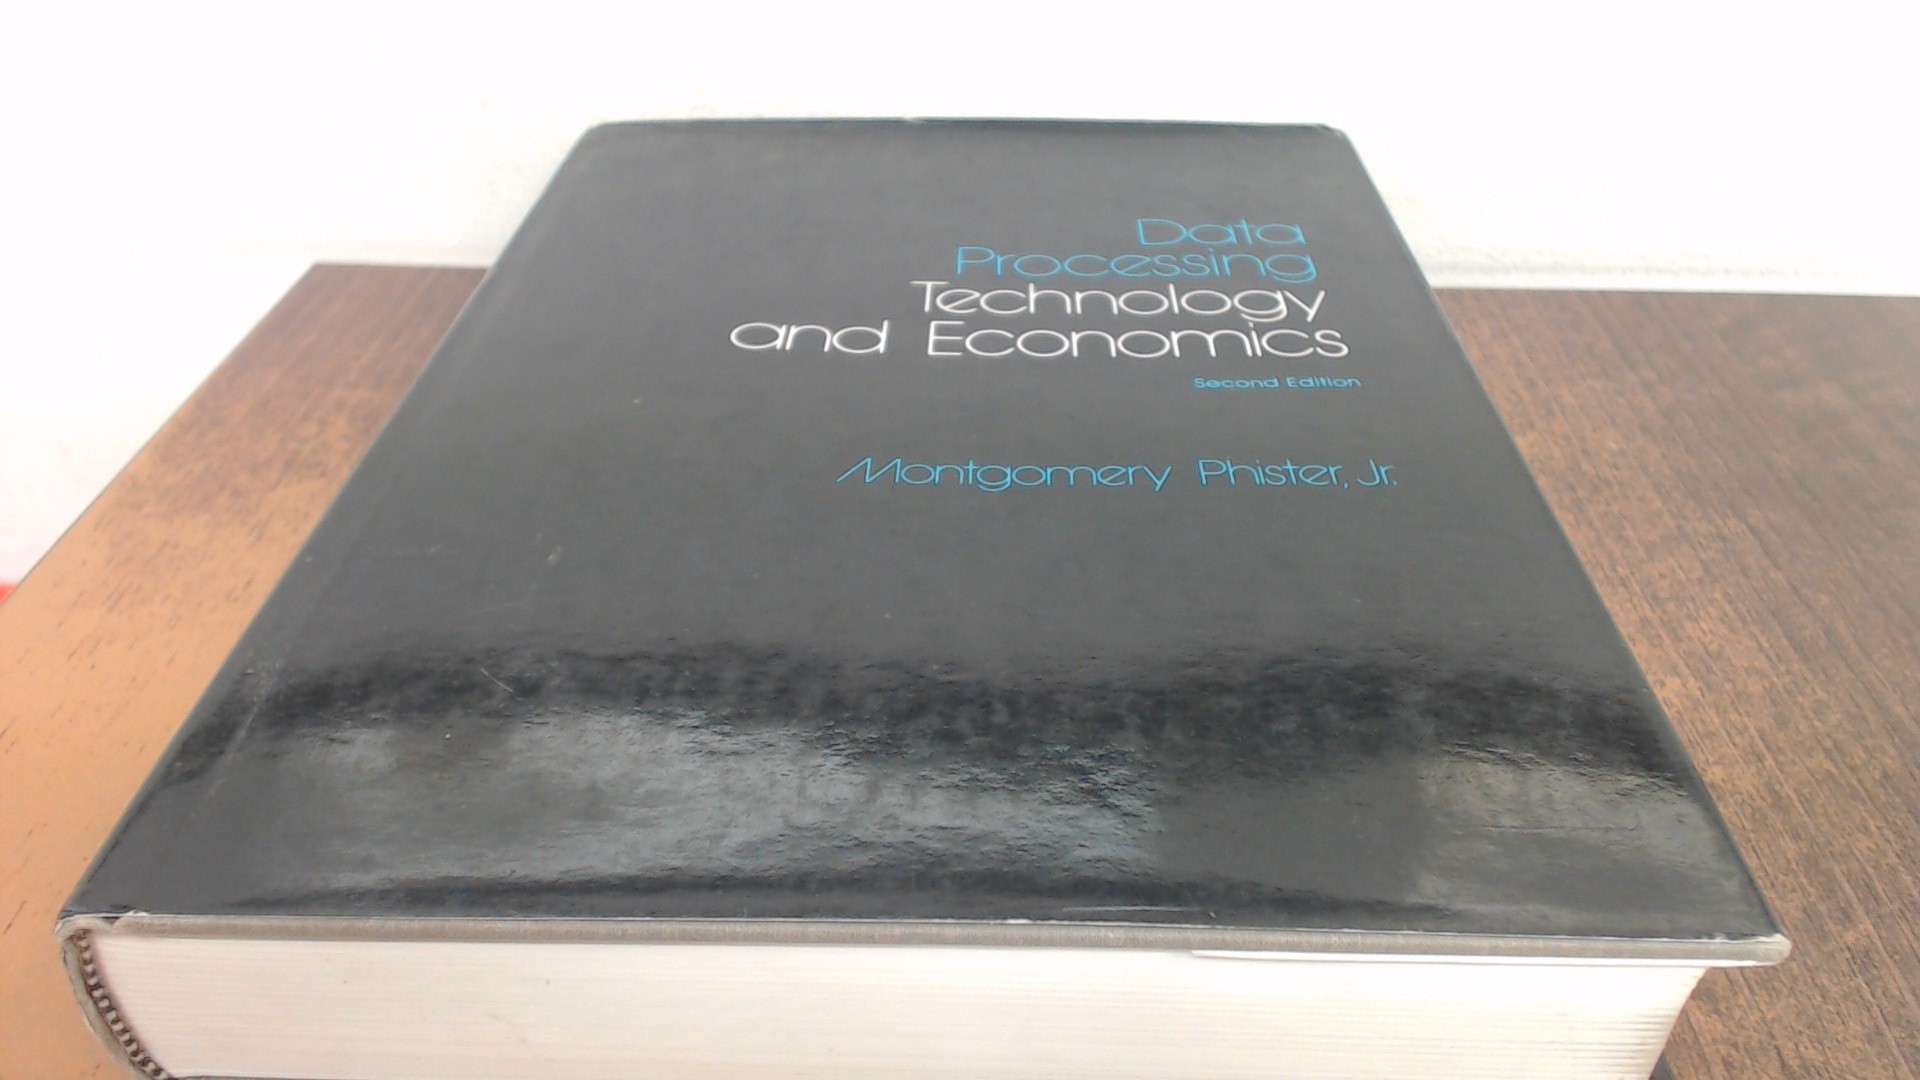 Data
Processing
Technology
and Economics
Second Edition
Montgomery Phister, Jr.